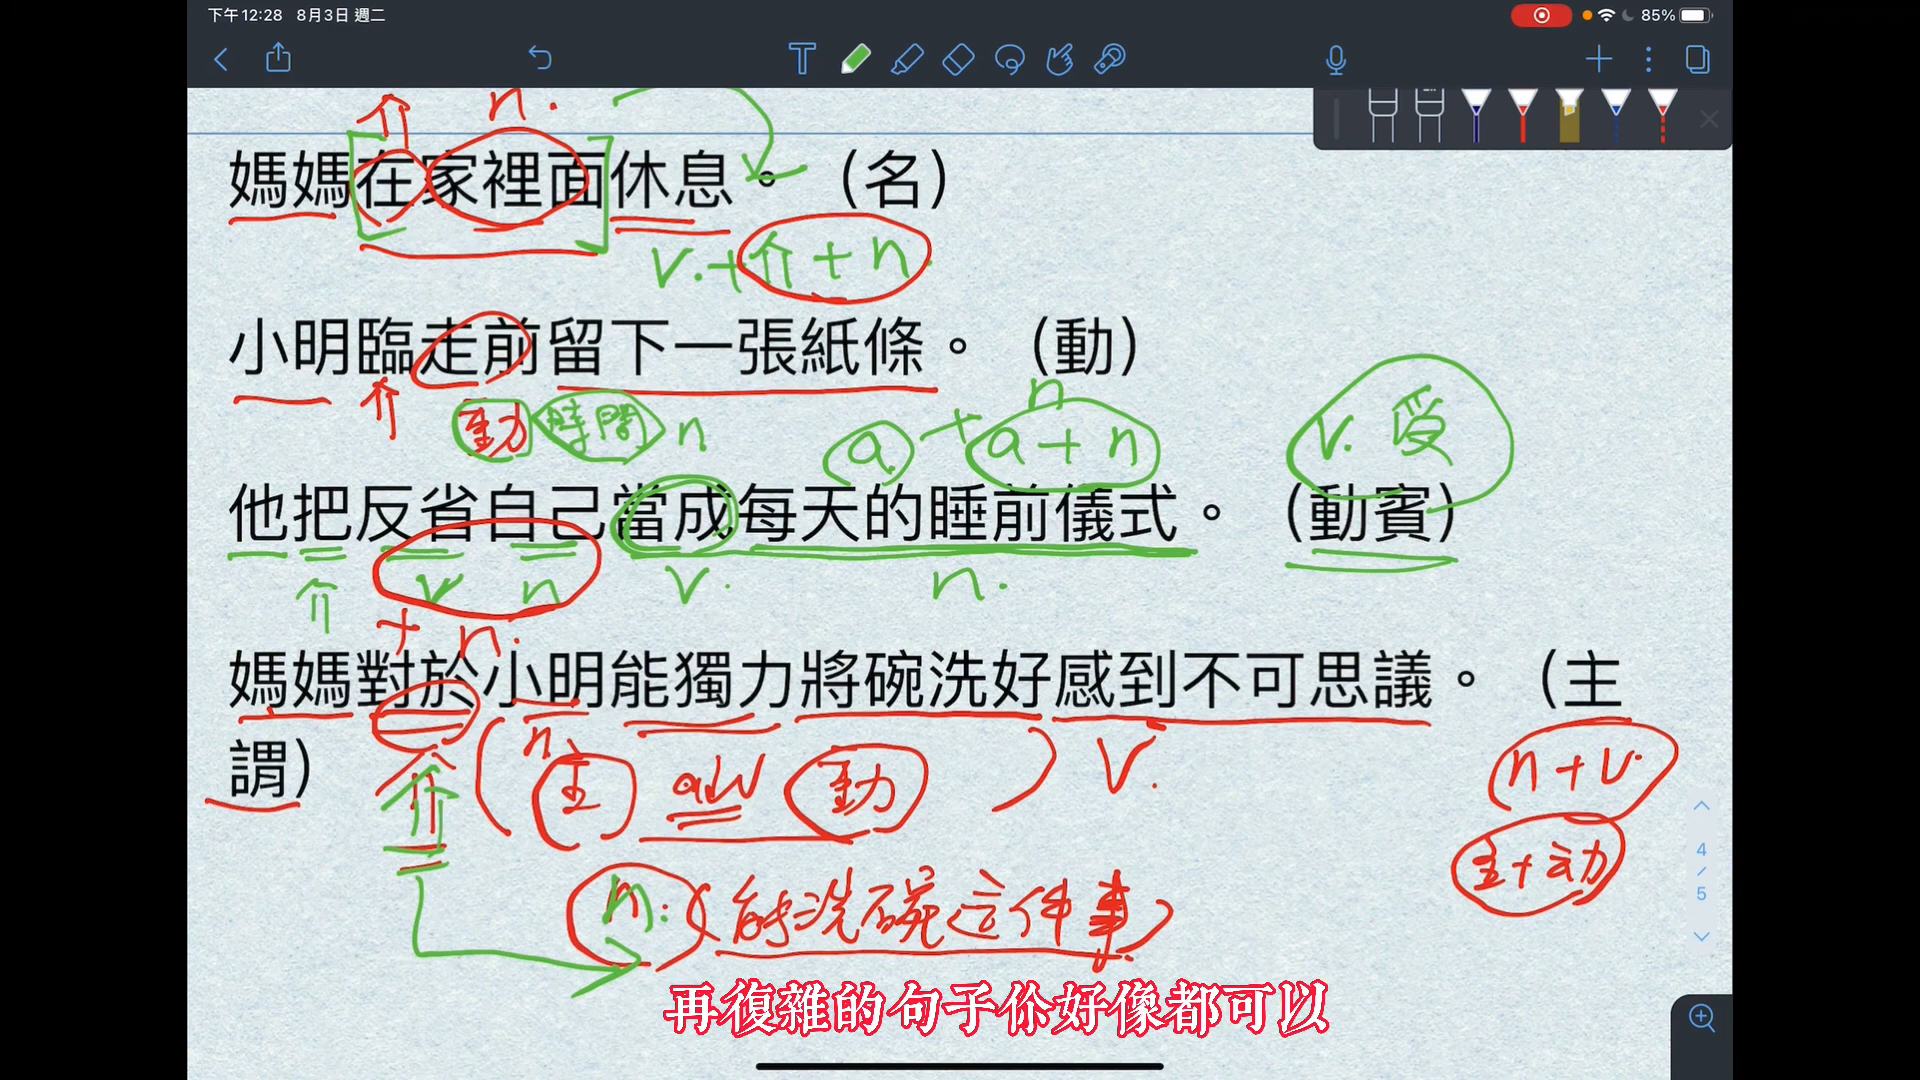 下午12:28 8月3日 週二
85%
介 n.
媽媽在家裡面休息。（名）
v.+介+n
小明臨走前留下一張紙條。（動）
介 動 時間 n
n
a + a+n
v. 受
他把反省自己當成每天的睡前儀式。（動賓）
介 v n v. n.
+ n.
媽媽對於小明能獨力將碗洗好感到不可思議。（主
謂）
介 ( n 主 adv 動 ) v.
n+v.
主+动
n.(能洗碗這件事)
4
5
再復雜的句子你好像都可以